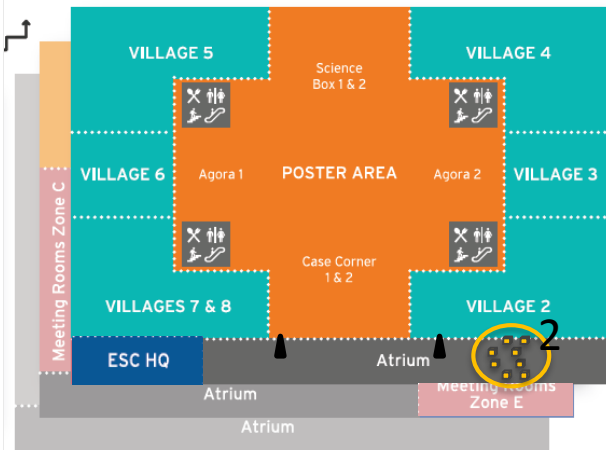 VILLAGE 5
VILLAGE 4
Science
Box 1 & 2
VILLAGE 6
Agora 1
POSTER AREA
Agora 2
VILLAGE 3
Meeting Rooms Zone C
Case Corner
1 & 2
VILLAGES 7 & 8
VILLAGE 2
2
ESC HQ
Atrium
Atrium
Meeting Rooms
Zone E
Atrium